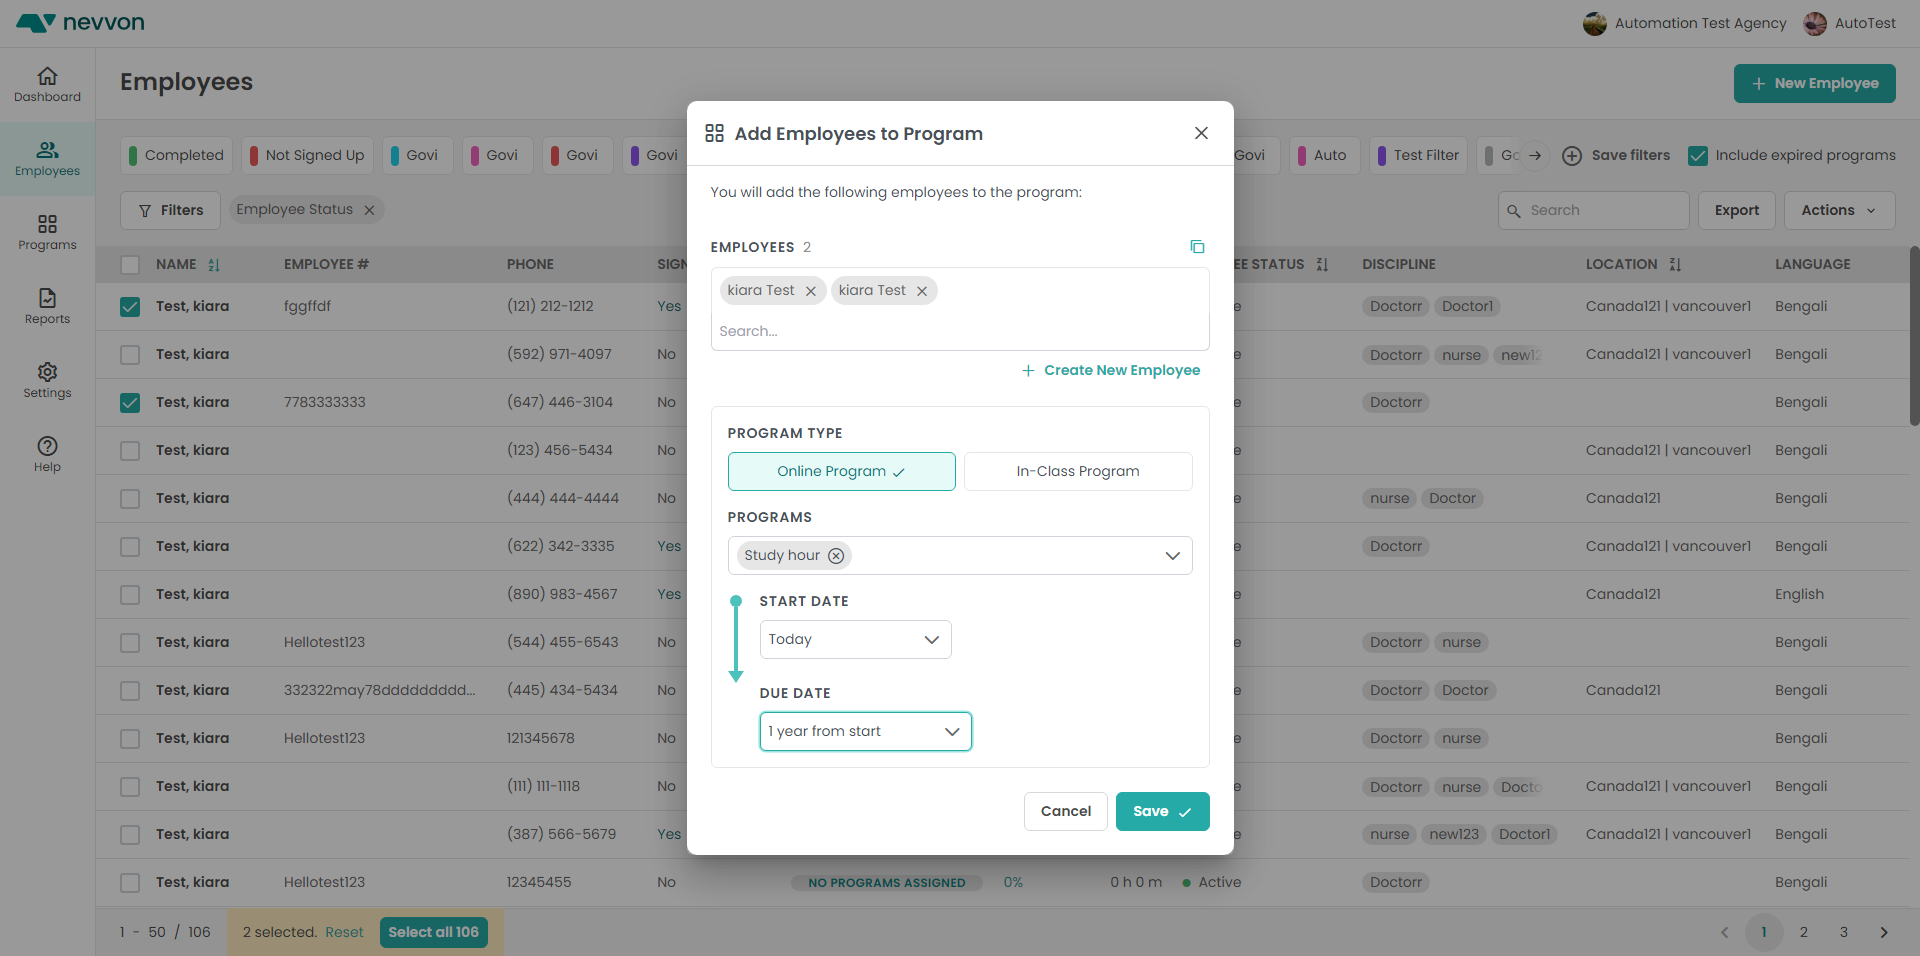 nevvon
Automation Test Agency
AutoTest
Dashboard
Employees
Programs
Reports
Settings
Help
Employees
New Employee
Completed
Not Signed Up
Govi
Govi
Govi
Govi
Govi
Auto
Test Filter
Save filters
Include expired programs
Filters
Employee Status
Search
Export
Actions
NAME EMPLOYEE # PHONE SIGN EE STATUS DISCIPLINE LOCATION LANGUAGE
Test, kiara fggffdf (121) 212-1212 Yes e Doctorr Doctor1 Canada121 | vancouver1 Bengali
Test, kiara (592) 971-4097 No e Doctorr nurse new12 Canada121 | vancouver1 Bengali
Test, kiara 7783333333 (647) 446-3104 No e Doctorr Bengali
Test, kiara (123) 456-5434 No e Canada121 | vancouver1 Bengali
Test, kiara (444) 444-4444 No e nurse Doctor Canada121 Bengali
Test, kiara (622) 342-3335 Yes e Doctorr Canada121 | vancouver1 Bengali
Test, kiara (890) 983-4567 Yes e Canada121 English
Test, kiara Hellotest123 (544) 455-6543 No e Doctorr nurse Bengali
Test, kiara 332322may78dddddddddd... (445) 434-5434 No e Doctorr Doctor Canada121 Bengali
Test, kiara Hellotest123 121345678 No e Doctorr nurse Bengali
Test, kiara (111) 111-1118 No e Doctorr nurse Docto Canada121 | vancouver1 Bengali
Test, kiara (387) 566-5679 Yes e nurse new123 Doctor1 Canada121 | vancouver1 Bengali
Test, kiara Hellotest123 12345455 No NO PROGRAMS ASSIGNED 0% 0 h 0 m Active Doctorr Bengali
1 - 50 / 106
2 selected. Reset
Select all 106
1 2 3
Add Employees to Program
You will add the following employees to the program:
EMPLOYEES 2
kiara Test
kiara Test
Search...
Create New Employee
PROGRAM TYPE
Online Program
In-Class Program
PROGRAMS
Study hour
START DATE
Today
DUE DATE
1 year from start
Cancel
Save